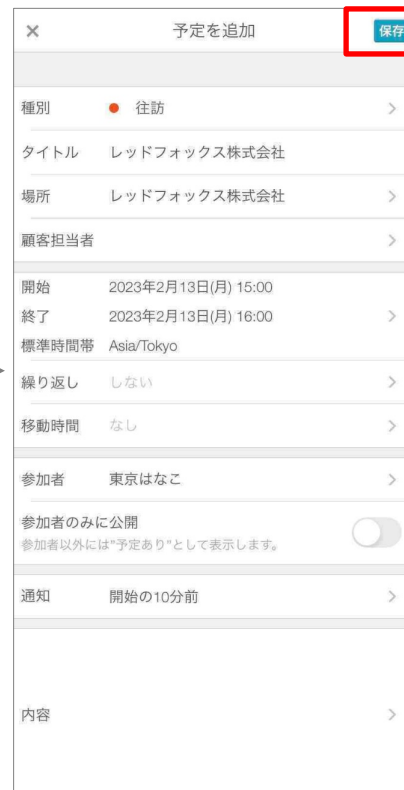 × 予定を追加 保存
種別 ● 往訪
タイトル レッドフォックス株式会社
場所 レッドフォックス株式会社
顧客担当者
開始 2023年2月13日(月) 15:00
終了 2023年2月13日(月) 16:00
標準時間帯 Asia/Tokyo
繰り返し しない
移動時間 なし
参加者 東京はなこ
参加者のみに公開
参加者以外には"予定あり"として表示します。
通知 開始の10分前
内容